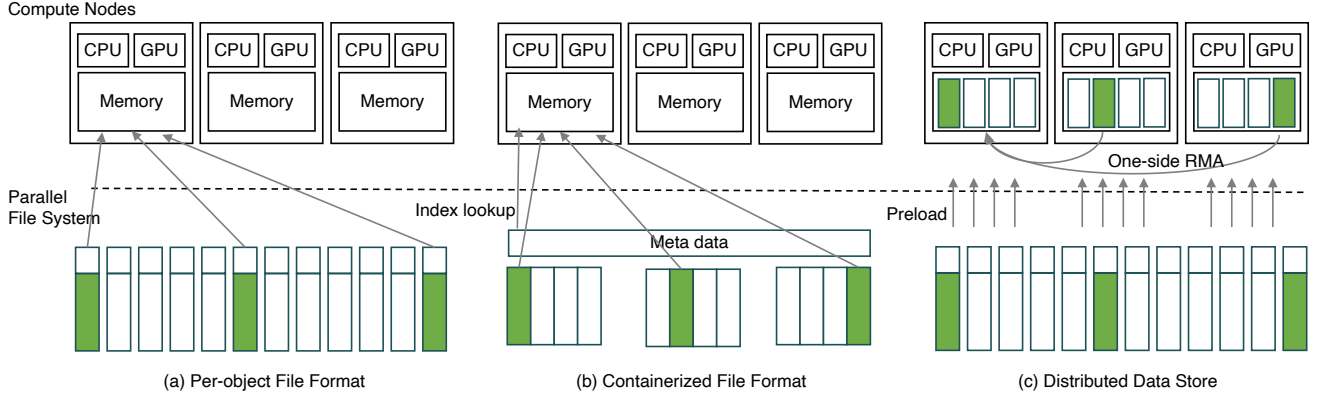 Compute Nodes
CPU GPU CPU GPU CPU GPU
Memory Memory Memory
CPU GPU CPU GPU CPU GPU
Memory Memory Memory
CPU GPU CPU GPU CPU GPU
One-side RMA
Parallel
File System
Index lookup
Meta data
Preload
(a) Per-object File Format
(b) Containerized File Format
(c) Distributed Data Store